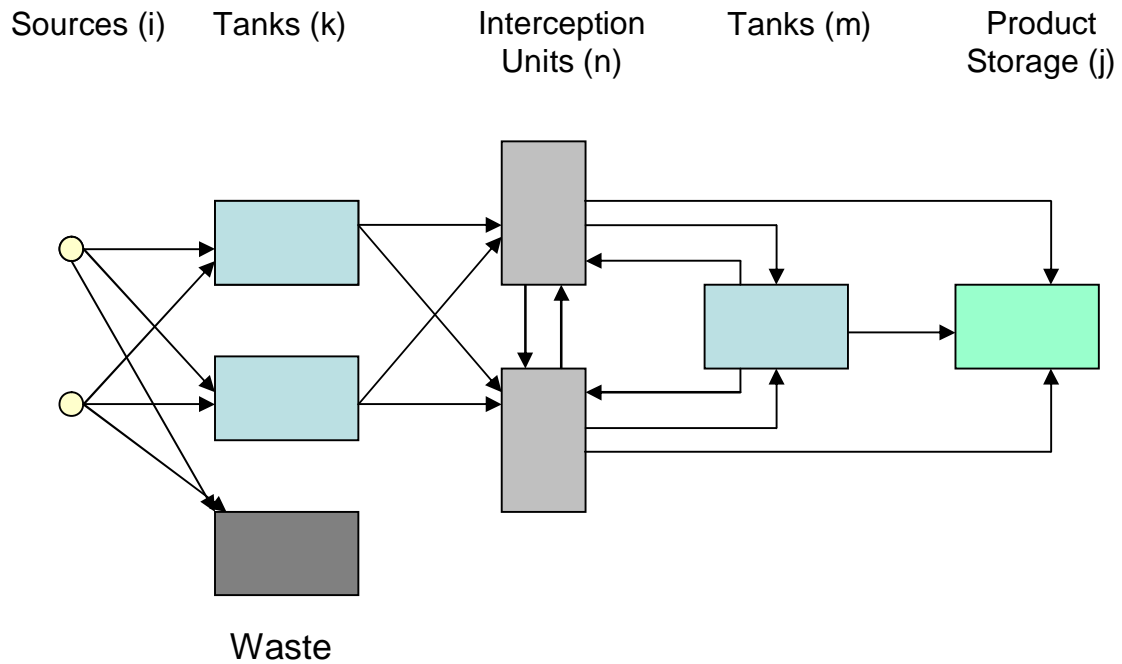 Sources (i)
Tanks (k)
Interception
Units (n)
Tanks (m)
Product
Storage (j)
Waste